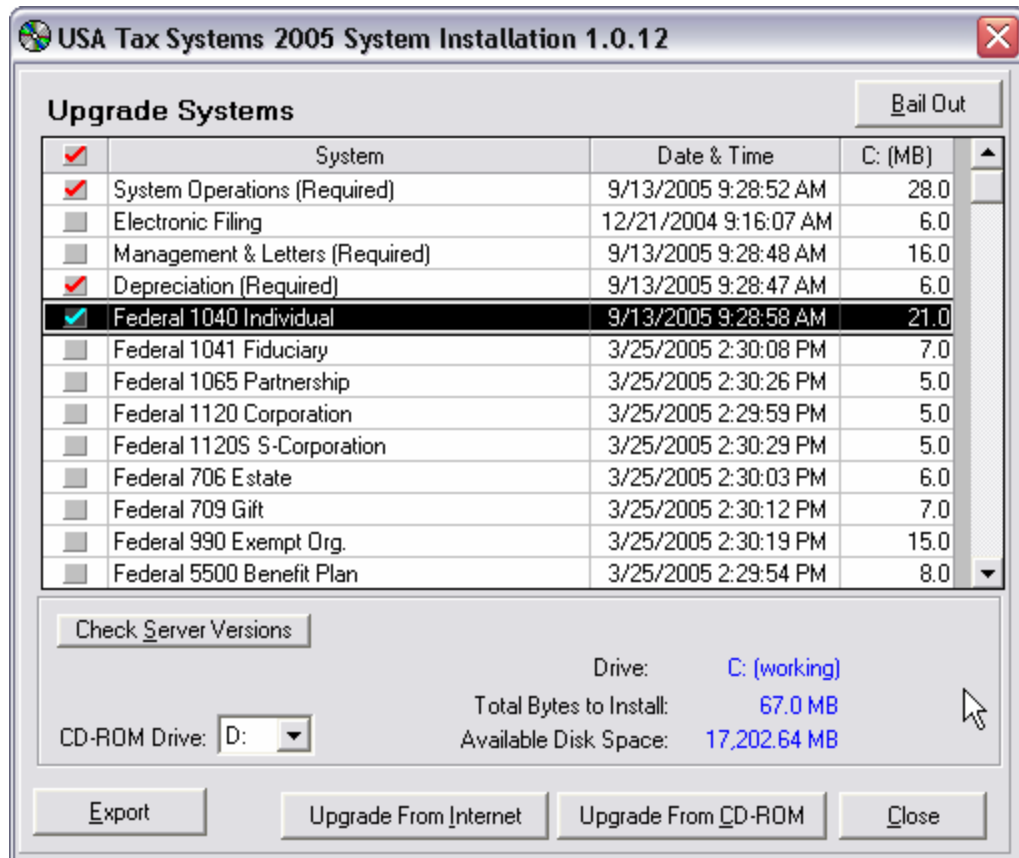 USA Tax Systems 2005 System Installation 1.0.12
Upgrade Systems
Bail Out
System Date & Time C: (MB)
System Operations (Required) 9/13/2005 9:28:52 AM 28.0
Electronic Filing 12/21/2004 9:16:07 AM 6.0
Management & Letters (Required) 9/13/2005 9:28:48 AM 16.0
Depreciation (Required) 9/13/2005 9:28:47 AM 6.0
Federal 1040 Individual 9/13/2005 9:28:58 AM 21.0
Federal 1041 Fiduciary 3/25/2005 2:30:08 PM 7.0
Federal 1065 Partnership 3/25/2005 2:30:26 PM 5.0
Federal 1120 Corporation 3/25/2005 2:29:59 PM 5.0
Federal 1120S S-Corporation 3/25/2005 2:30:29 PM 5.0
Federal 706 Estate 3/25/2005 2:30:03 PM 6.0
Federal 709 Gift 3/25/2005 2:30:12 PM 7.0
Federal 990 Exempt Org. 3/25/2005 2:30:19 PM 15.0
Federal 5500 Benefit Plan 3/25/2005 2:29:54 PM 8.0
Check Server Versions
Drive: C: (working)
Total Bytes to Install: 67.0 MB
CD-ROM Drive: D: Available Disk Space: 17,202.64 MB
Export Upgrade From Internet Upgrade From CD-ROM Close